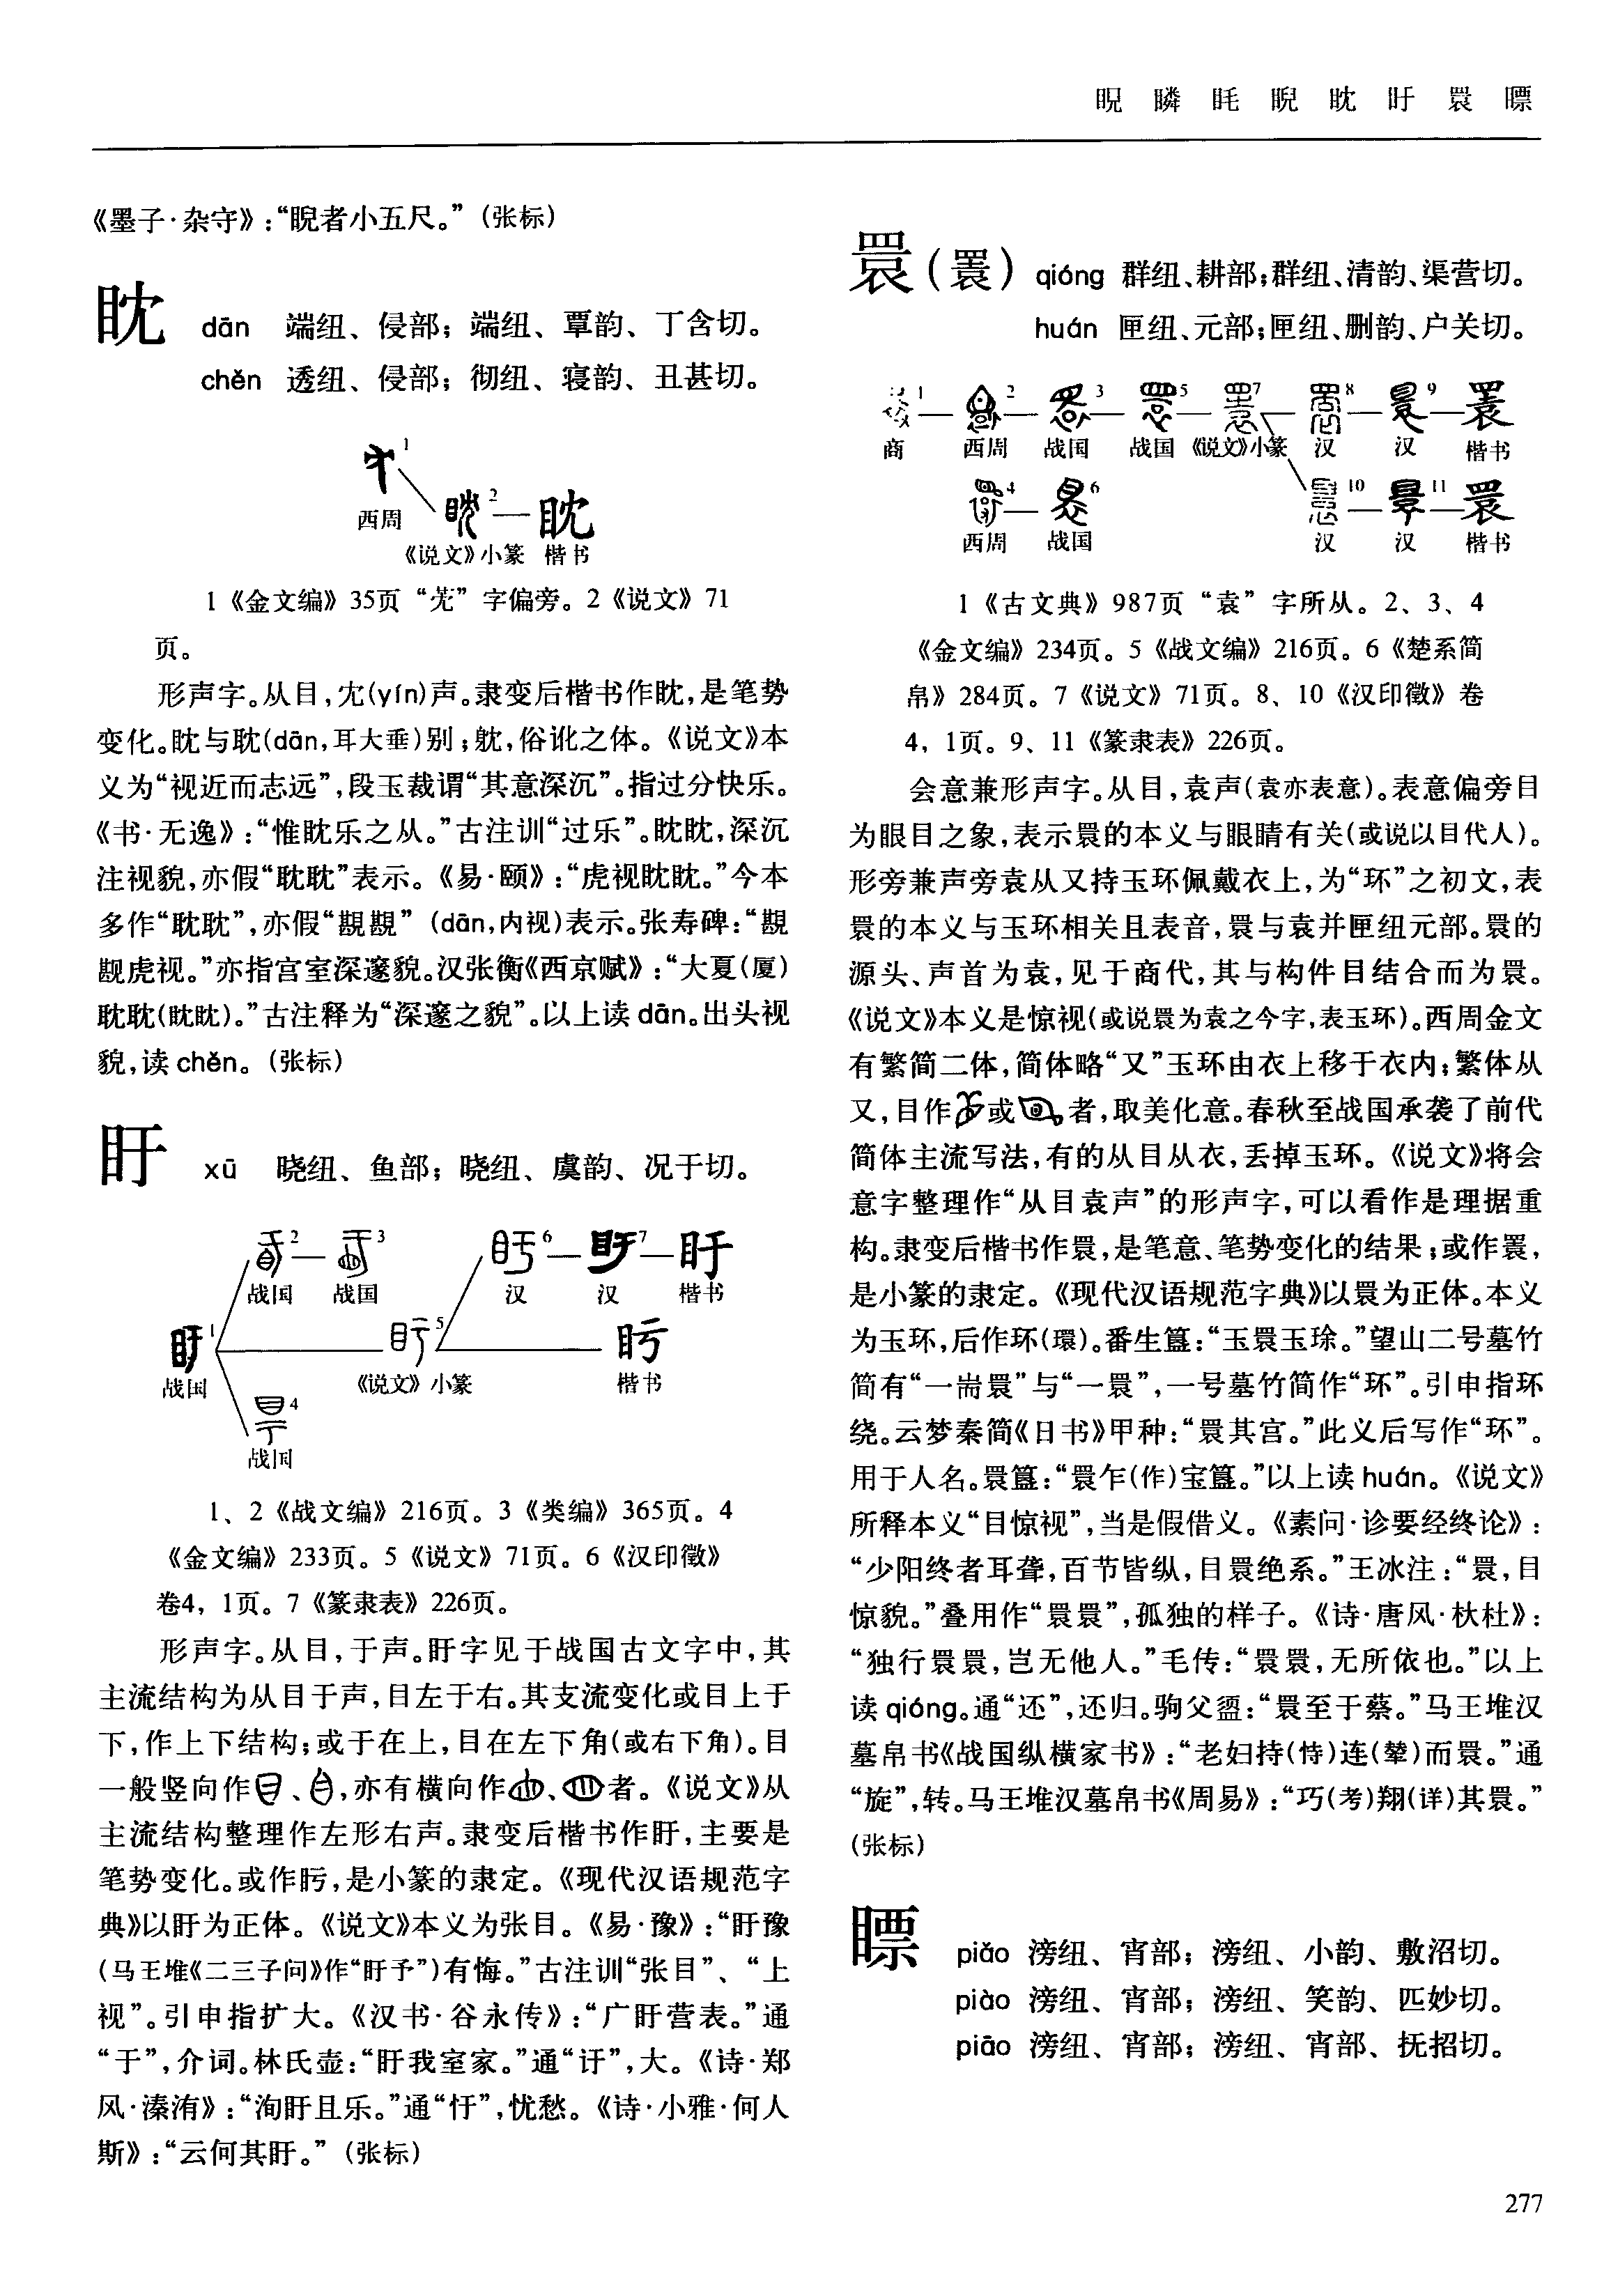 睨 瞵 眊 睨 眈 盱 睘 瞟
《墨子·杂守》:“睨者小五尺。”(张标)
眈 dān 端纽、侵部；端纽、覃韵、丁含切。
chěn 透纽、侵部；彻纽、寝韵、丑甚切。
1
西周
2
眈
《说文》小篆 楷书
1《金文编》35页“”字偏旁。2《说文》71
页。
形声字。从目,冘(yín)声。隶变后楷书作眈,是笔势
变化。眈与耽(dān,耳大垂)别;躭,俗讹之体。《说文》本
义为“视近而志远”,段玉裁谓“其意深沉”。指过分快乐。
《书·无逸》:“惟眈乐之从。”古注训“过乐”。眈眈,深沉
注视貌,亦假“耽耽”表示。《易·颐》:“虎视眈眈。”今本
多作“耽耽”,亦假“覴覴”(dān,内视)表示。张寿碑:“覴
覴虎视。”亦指宫室深邃貌。汉张衡《西京赋》:“大夏(厦)
耽耽(眈眈)。”古注释为“深邃之貌”。以上读dān。出头视
貌,读chěn。(张标)
盱 xū 晓纽、鱼部；晓纽、虞韵、况于切。
2 3 6 7 盱
战国 战国 汉 汉 楷书
1 5 盱
战国 《说文》小篆 楷书
4
战国
1、2《战文编》216页。3《类编》365页。4
《金文编》233页。5《说文》71页。6《汉印徵》
卷4，1页。7《篆隶表》226页。
形声字。从目,于声。盱字见于战国古文字中,其
主流结构为从目于声,目左于右。其支流变化或目上于
下,作上下结构;或于在上,目在左下角(或右下角)。目
一般竖向作、,亦有横向作、者。《说文》从
主流结构整理作左形右声。隶变后楷书作盱,主要是
笔势变化。或作,是小篆的隶定。《现代汉语规范字
典》以盱为正体。《说文》本义为张目。《易·豫》:“盱豫
(马王堆《二三子问》作“盱予”)有悔。”古注训“张目”、“上
视”。引申指扩大。《汉书·谷永传》:“广盱营表。”通
“于”,介词。林氏壶:“盱我室家。”通“讦”,大。《诗·郑
风·溱洧》:“洵盱且乐。”通“忓”,忧愁。《诗·小雅·何人
斯》:“云何其盱。”(张标)
睘(瞏) qióng 群纽、耕部;群纽、清韵、渠营切。
huán 匣纽、元部;匣纽、删韵、户关切。
1 2 3 5 7 8 9 瞏
商 西周 战国 战国 《说文》小篆 汉 汉 楷书
4 6 10 11 睘
西周 战国 汉 汉 楷书
1《古文典》987页“袁”字所从。2、3、4
《金文编》234页。5《战文编》216页。6《楚系简
帛》284页。7《说文》71页。8、10《汉印徵》卷
4，1页。9、11《篆隶表》226页。
会意兼形声字。从目,袁声(袁亦表意)。表意偏旁目
为眼目之象,表示睘的本义与眼睛有关(或说以目代人)。
形旁兼声旁袁从又持玉环佩戴衣上,为“环”之初文,表
睘的本义与玉环相关且表音,睘与袁并匣纽元部。睘的
源头、声首为袁,见于商代,其与构件目结合而为睘。
《说文》本义是惊视(或说睘为袁之今字,表玉环)。西周金文
有繁简二体,简体略“又”玉环由衣上移于衣内;繁体从
又,目作或者,取美化意。春秋至战国承袭了前代
简体主流写法,有的从目从衣,丢掉玉环。《说文》将会
意字整理作“从目袁声”的形声字,可以看作是理据重
构。隶变后楷书作睘,是笔意、笔势变化的结果;或作瞏,
是小篆的隶定。《现代汉语规范字典》以睘为正体。本义
为玉环,后作环(環)。番生簋:“玉睘玉瑹。”望山二号墓竹
简有“一耑睘”与“一睘”,一号墓竹简作“环”。引申指环
绕。云梦秦简《日书》甲种:“睘其宫。”此义后写作“环”。
用于人名。睘簋:“睘乍(作)宝簋。”以上读huán。《说文》
所释本义“目惊视”,当是假借义。《素问·诊要经终论》:
“少阳终者耳聋,百节皆纵,目睘绝系。”王冰注:“睘,目
惊貌。”叠用作“睘睘”,孤独的样子。《诗·唐风·杕杜》:
“独行睘睘,岂无他人。”毛传:“睘睘,无所依也。”以上
读qióng。通“还”,还归。驹父盨:“睘至于蔡。”马王堆汉
墓帛书《战国纵横家书》:“老妇持(恃)连(辇)而睘。”通
“旋”,转。马王堆汉墓帛书《周易》:“巧(考)翔(详)其睘。”
(张标)
瞟 piǎo 滂纽、宵部；滂纽、小韵、敷沼切。
piào 滂纽、宵部；滂纽、笑韵、匹妙切。
piāo 滂纽、宵部；滂纽、宵部、抚招切。
277